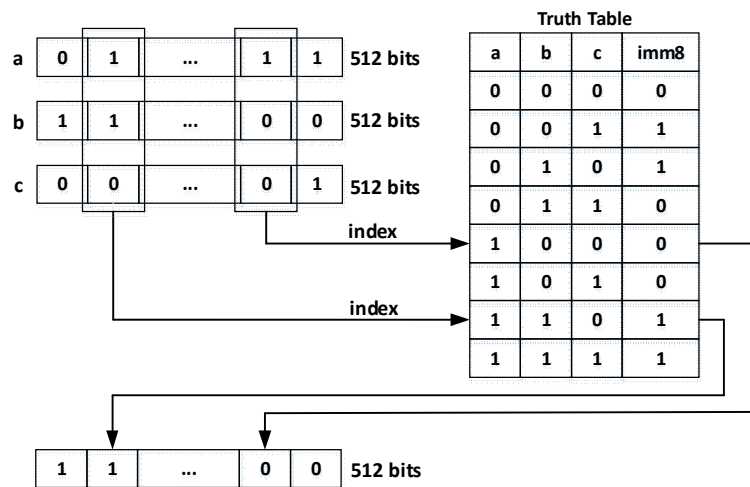 Truth Table
a 0 1 ... 1 1 512 bits
b 1 1 ... 0 0 512 bits
c 0 0 ... 0 1 512 bits
a b c imm8
0 0 0 0
0 0 1 1
0 1 0 1
0 1 1 0
1 0 0 0
1 0 1 0
1 1 0 1
1 1 1 1
index
index
1 1 ... 0 0 512 bits